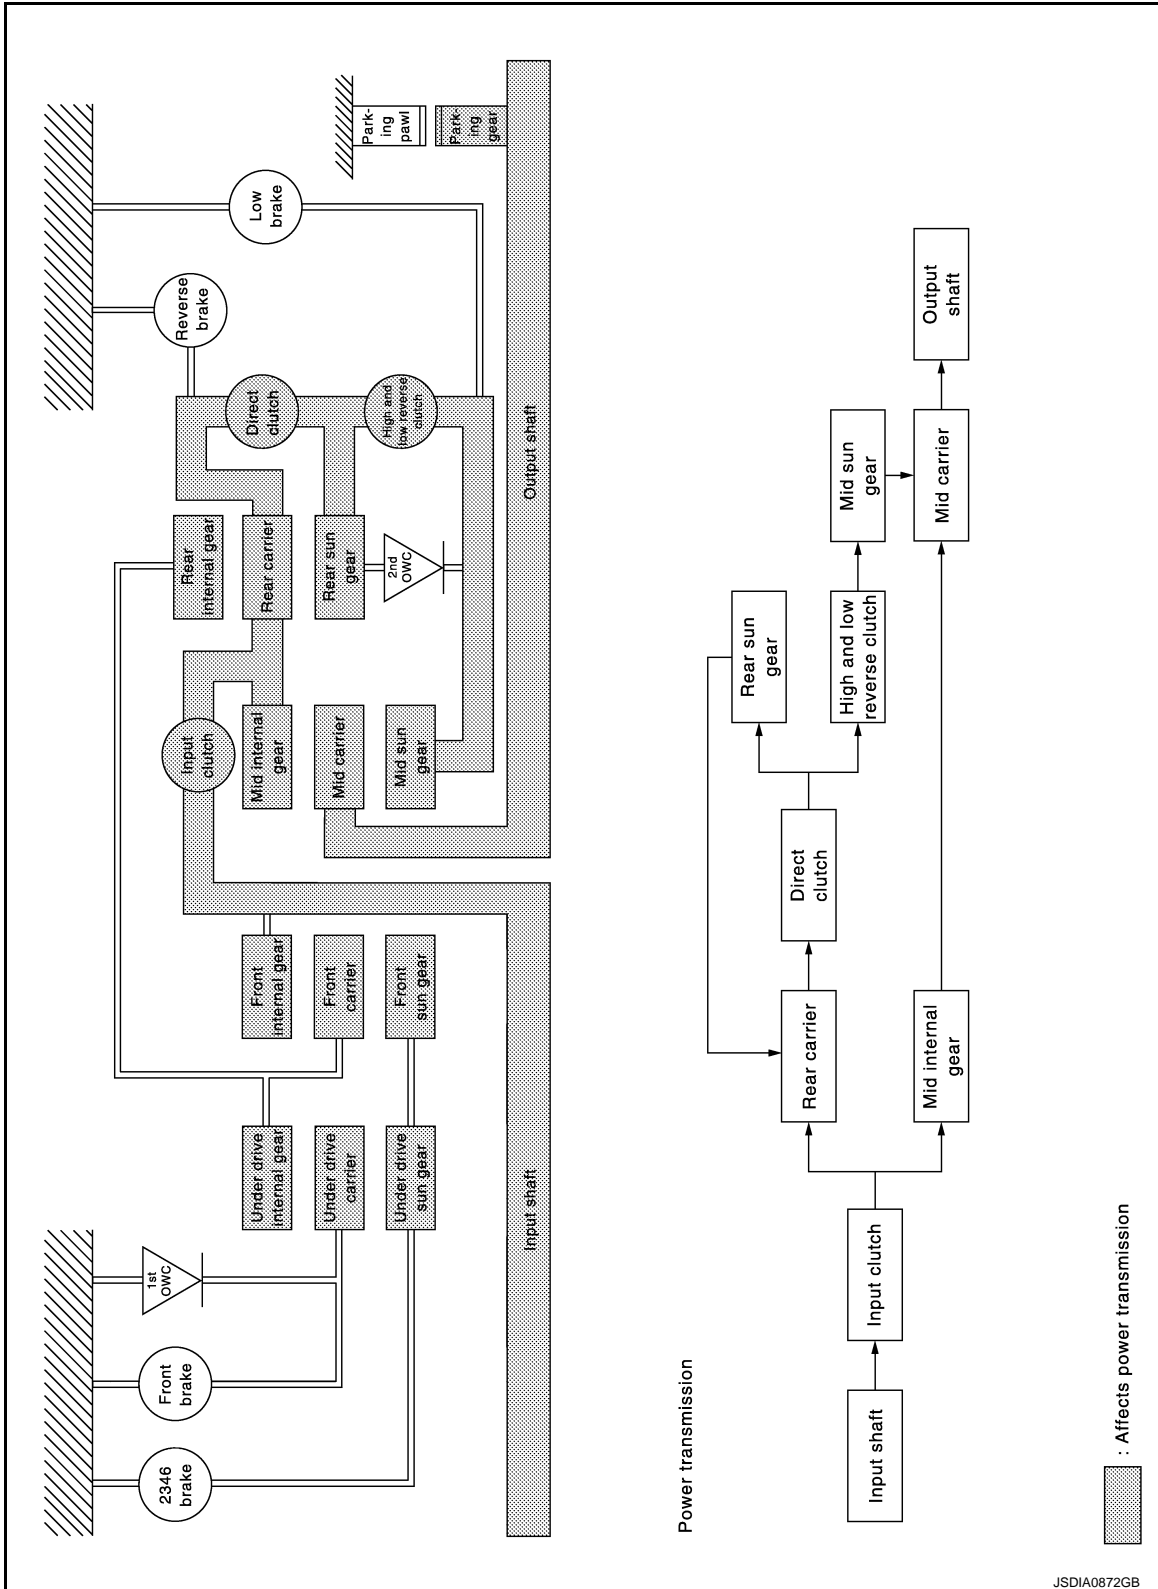 2346
brake
Front
brake
1st
OWC
Under drive
internal gear
Under drive
carrier
Under drive
sun gear
Front
internal gear
Front
carrier
Front
sun gear
Input shaft
Input
clutch
Mid internal
gear
Mid carrier
Mid sun
gear
Rear
internal gear
Rear carrier
Rear sun
gear
2nd
OWC
Direct
clutch
High and
low reverse
clutch
Reverse
brake
Low
brake
Park-
ing
pawl
Park-
ing
gear
Output shaft
Power transmission
Input shaft
Input clutch
Rear carrier
Mid internal
gear
Direct
clutch
Rear sun
gear
High and low
reverse clutch
Mid sun
gear
Mid carrier
Output
shaft
: Affects power transmission
JSDIA0872GB